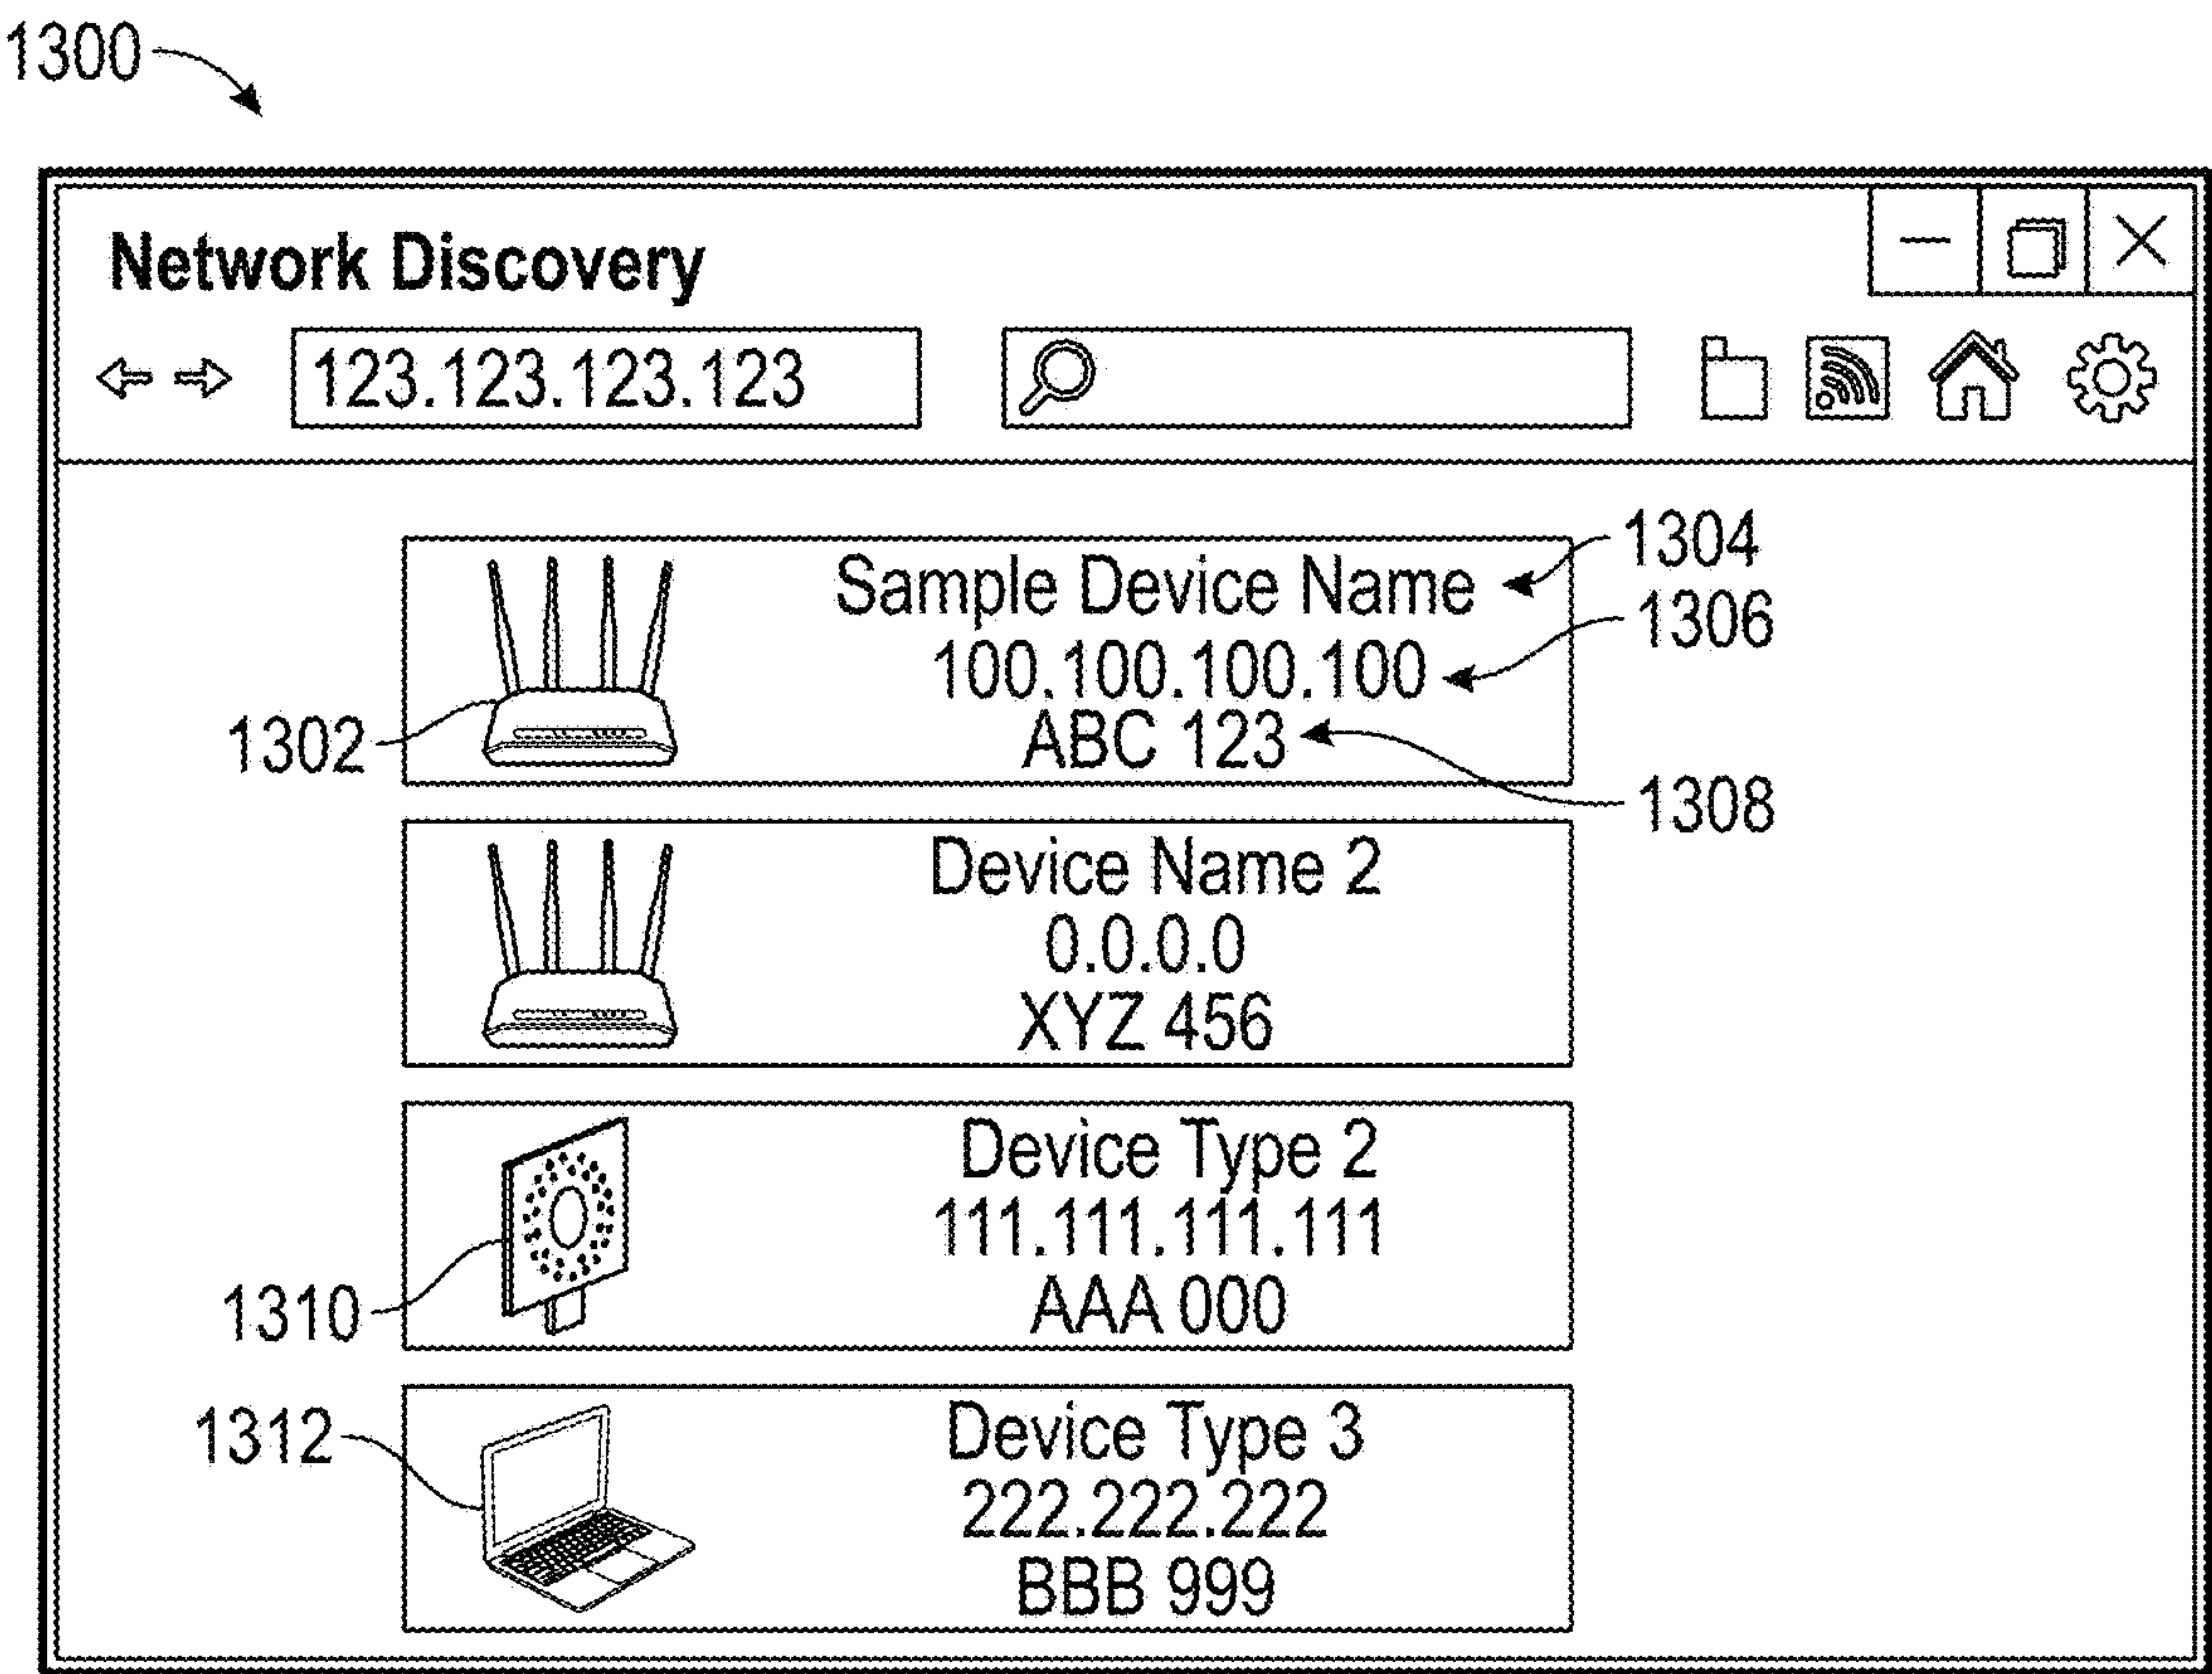 1300
Network Discovery
123.123.123.123
Sample Device Name
1304
100.100.100.100
1306
1302
ABC 123
1308
Device Name 2
0.0.0.0
XYZ 456
Device Type 2
111.111.111.111
1310
AAA 000
1312
Device Type 3
222.222.222
BBB 999